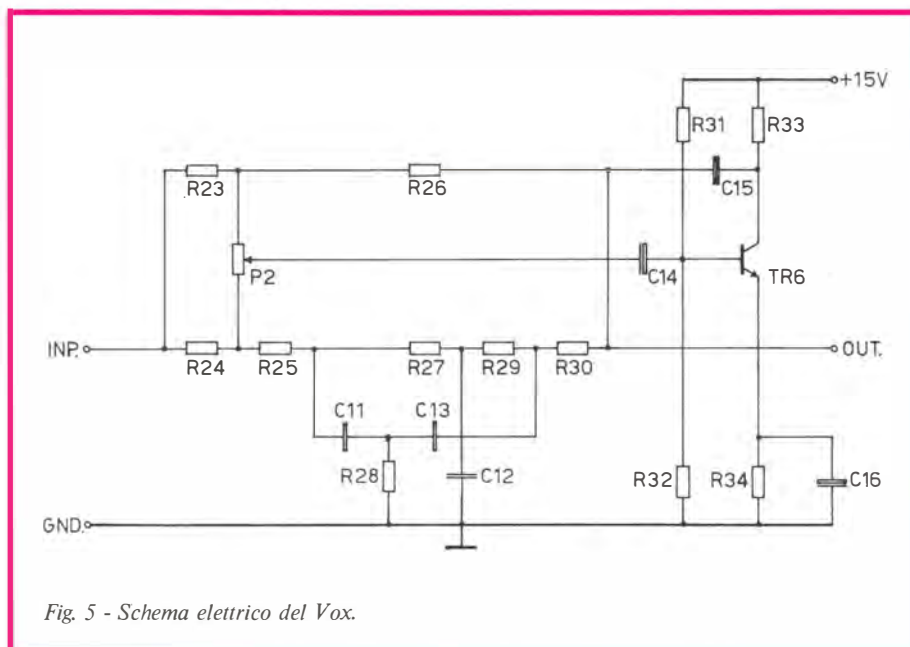 +15V
R31
R33
R23
R26
C15
P2
C14
TR6
INP.
OUT.
R24
R25
R27
R29
R30
C11
C13
R28
C12
R32
R34
C16
GND.
Fig. 5 - Schema elettrico del Vox.